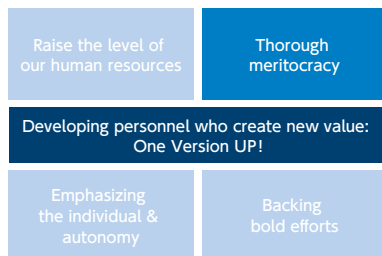 Raise the level of
our human resources
Thorough
meritocracy
Developing personnel who create new value:
One Version UP!
Emphasizing
the individual &
autonomy
Backing
bold efforts